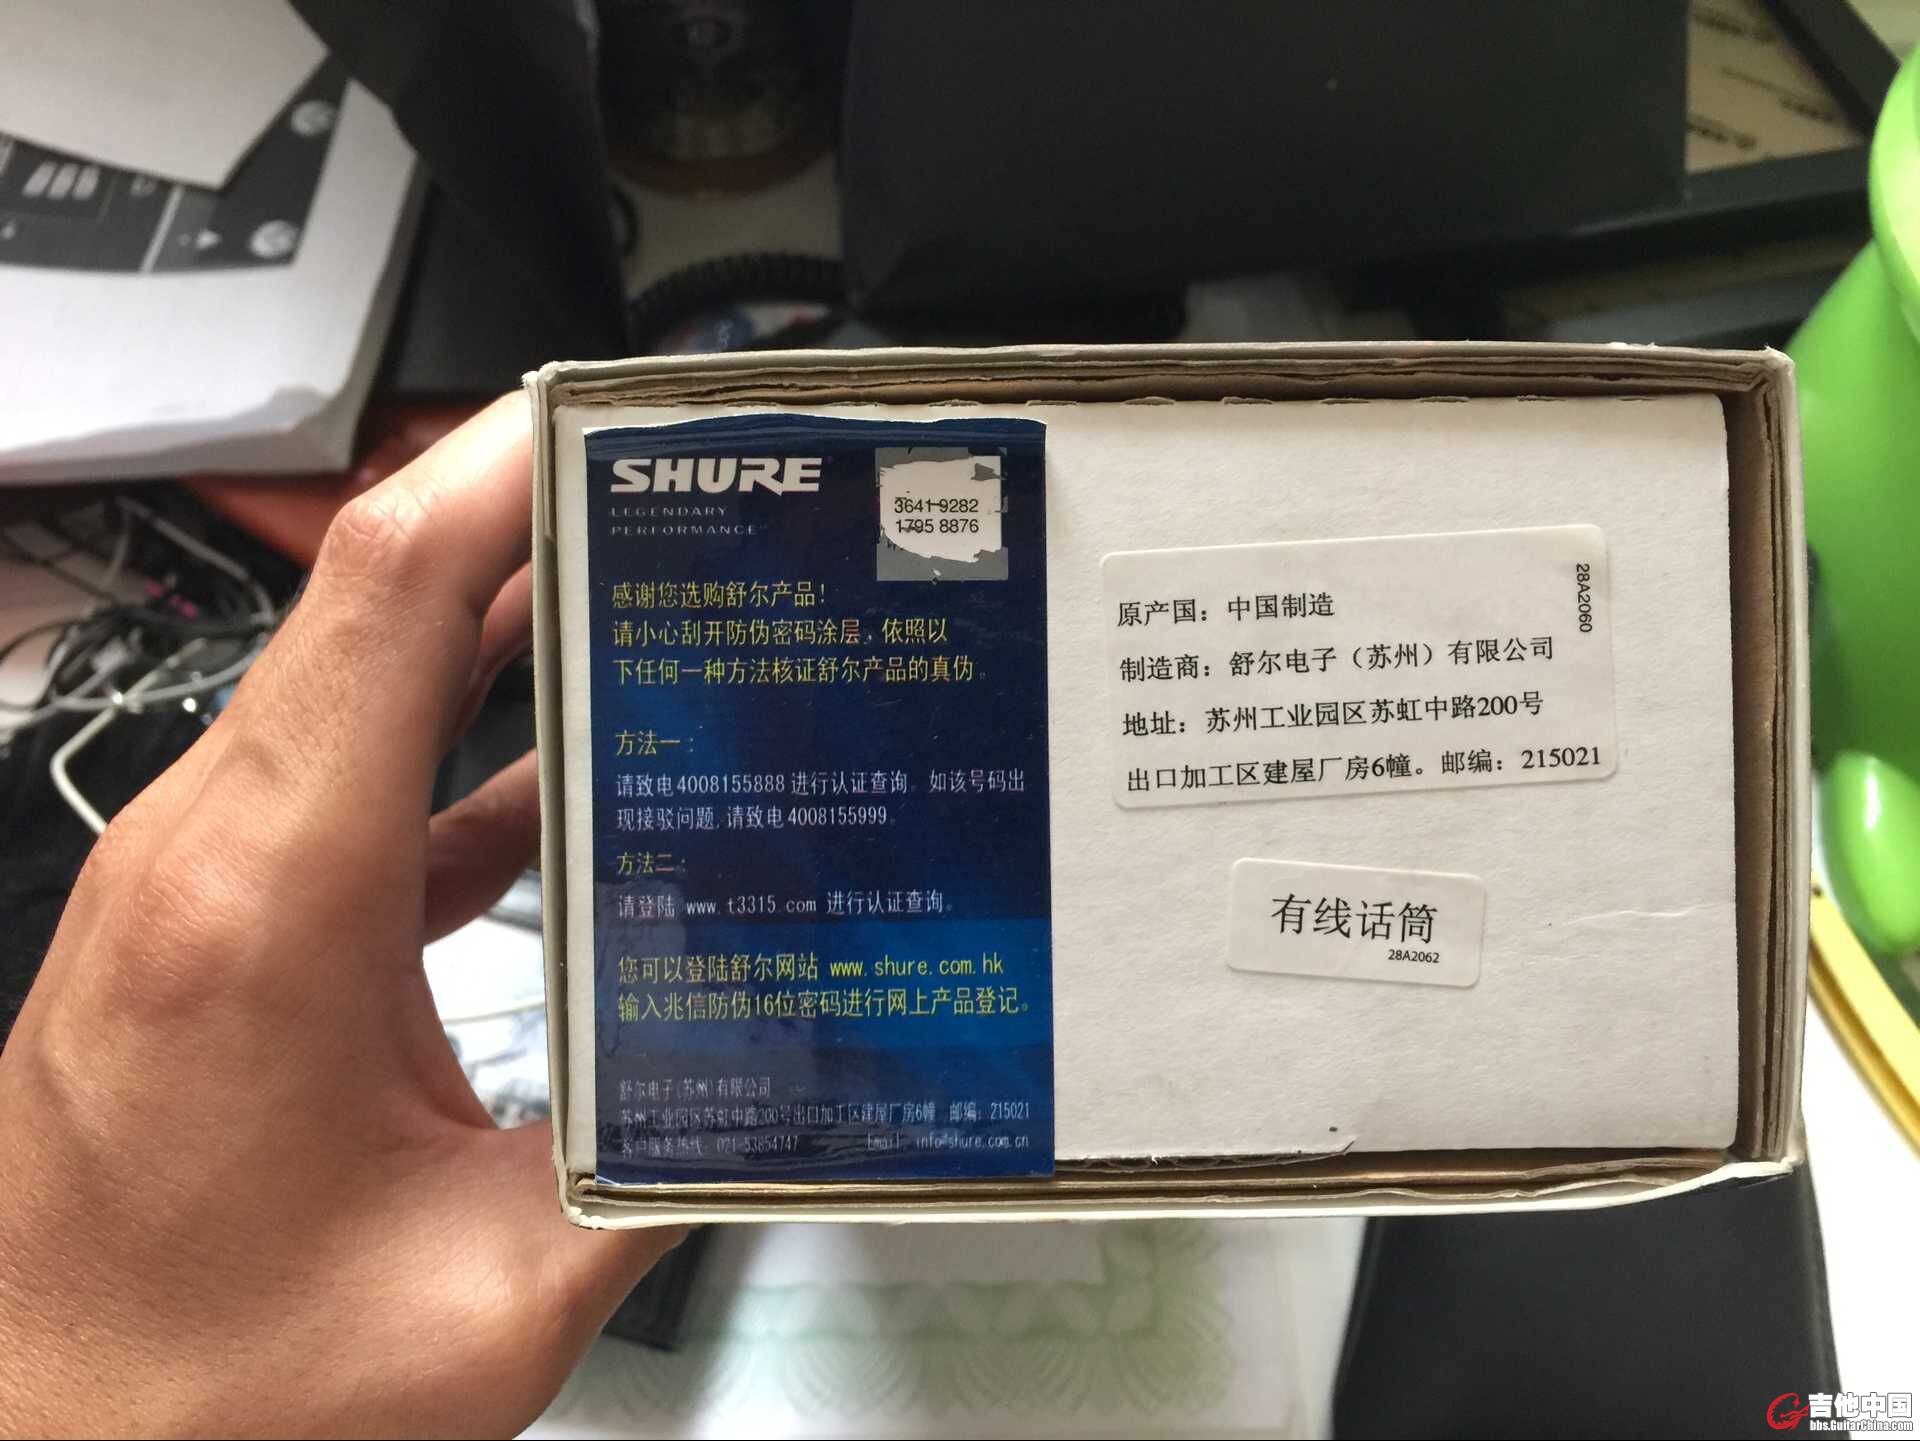 SHURE
LEGENDARY
PERFORMANCE
3641 9282
1795 8876
感谢您选购舒尔产品！
请小心刮开防伪密码涂层，依照以
下任何一种方法核证舒尔产品的真伪。
方法一：
请致电4008155888进行认证查询。如该号码出
现接驳问题,请致电4008155999。
方法二：
请登陆 www.t3315.com 进行认证查询。
您可以登陆舒尔网站 www.shure.com.hk
输入兆信防伪16位密码进行网上产品登记。
舒尔电子(苏州)有限公司
苏州工业园区苏虹中路200号出口加工区建屋厂房6幢 邮编: 215021
客户服务热线: 021-53854747 Email: info@shure.com.cn
28A2060
原产国：中国制造
制造商：舒尔电子（苏州）有限公司
地址：苏州工业园区苏虹中路200号
出口加工区建屋厂房6幢。邮编：215021
有线话筒
28A2062
吉他中国
bbs.GuitarChina.com